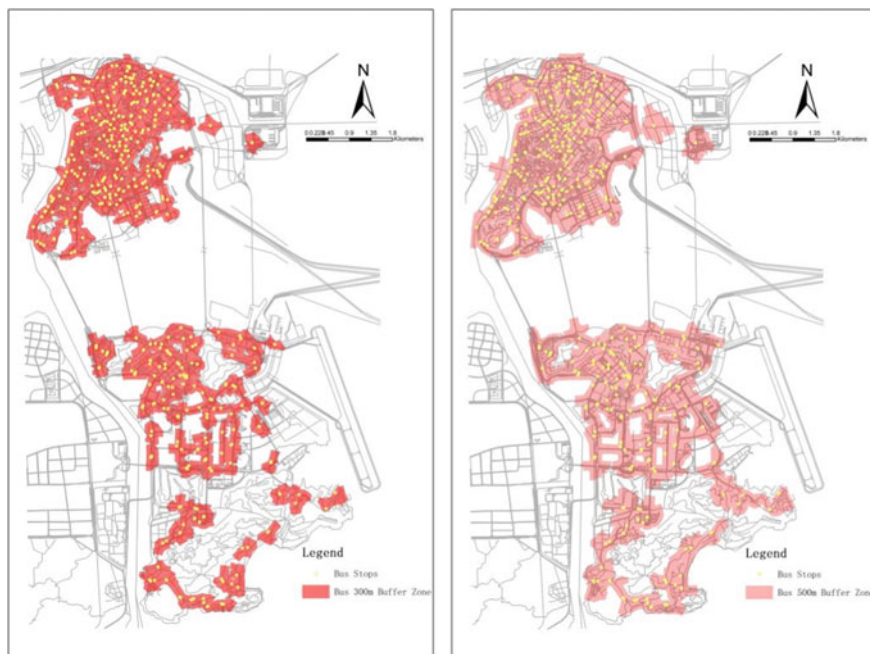 N
0 0.225 0.45 0.9 1.35 1.8
Kilometers
Legend
Bus Stops
Bus 300m Buffer Zone
N
0 0.225 0.45 0.9 1.35 1.8
Kilometers
Legend
Bus Stops
Bus 500m Buffer Zone